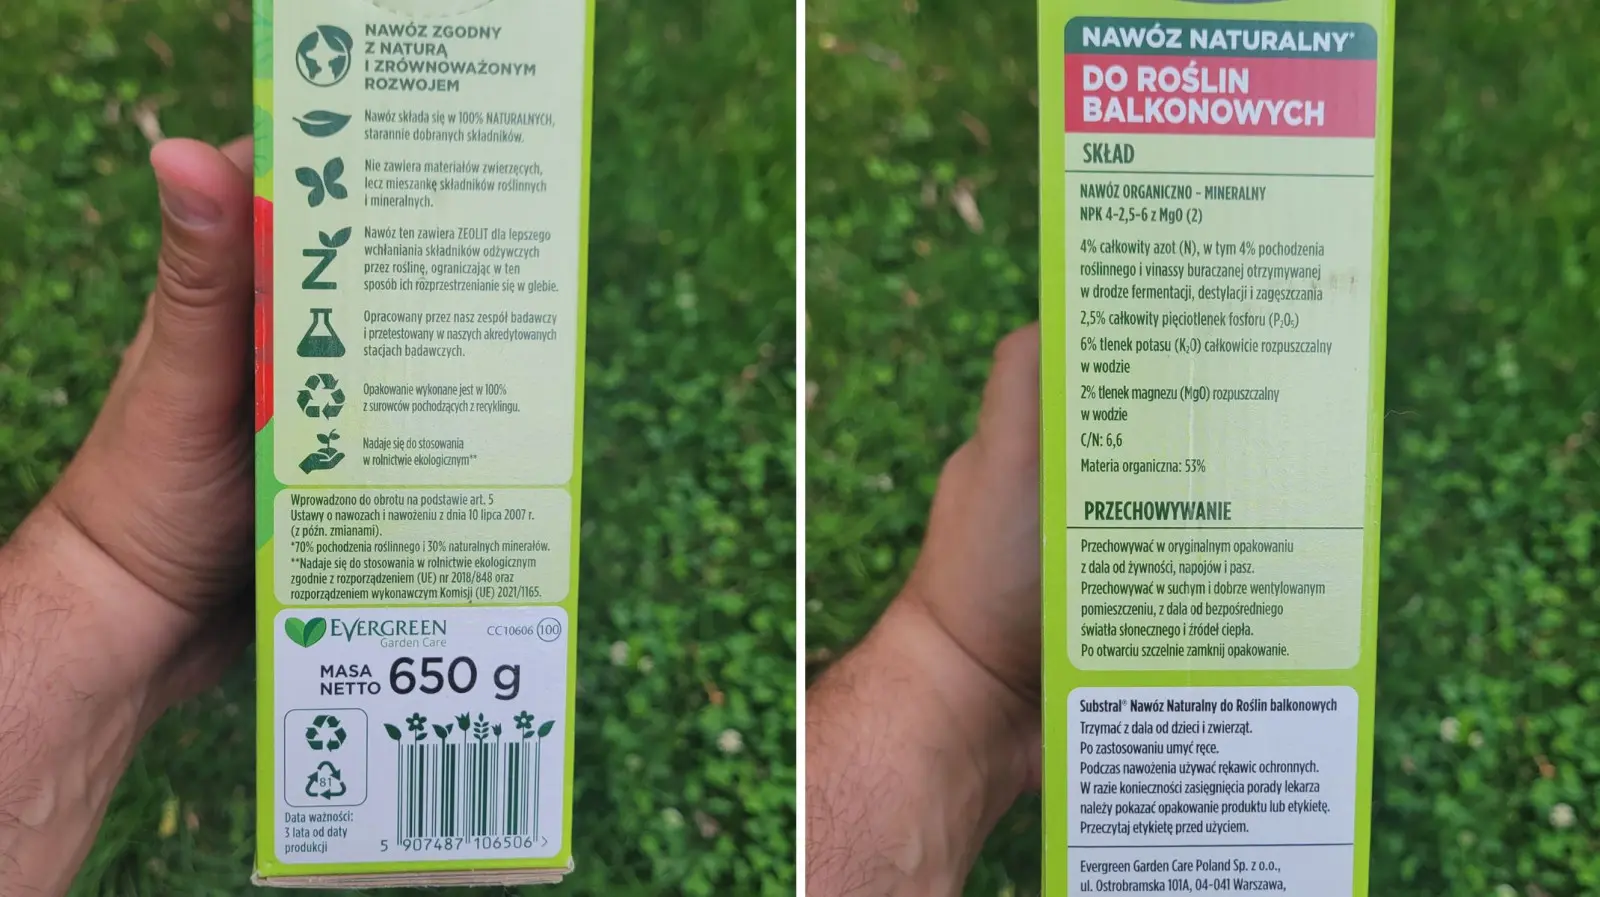 NAWÓZ ZGODNY
Z NATURĄ
I ZRÓWNOWAŻONYM
ROZWOJEM
Nawóz składa się w 100% NATURALNYCH,
starannie dobranych składników.
Nie zawiera materiałów zwierzęcych,
lecz mieszankę składników roślinnych
i mineralnych.
Nawóz ten zawiera ZEOLIT dla lepszego
wchłaniania składników odżywczych
przez roślinę, ograniczając w ten
sposób ich rozprzestrzenianie się w glebie.
Opracowany przez nasz zespół badawczy
i przetestowany w naszych akredytowanych
stacjach badawczych.
Opakowanie wykonane jest w 100%
z surowców pochodzących z recyklingu.
Nadaje się do stosowania
w rolnictwie ekologicznym**
Wprowadzono do obrotu na podstawie art. 5
Ustawy o nawozach i nawożeniu z dnia 10 lipca 2007 r.
(z późn. zmianami).
*70% pochodzenia roślinnego i 30% naturalnych minerałów.
**Nadaje się do stosowania w rolnictwie ekologicznym
zgodnie z rozporządzeniem (UE) nr 2018/848 oraz
rozporządzeniem wykonawczym Komisji (UE) 2021/1165.
EVERGREEN
Garden Care
CC10606 100
MASA
NETTO 650 g
81
Data ważności:
3 lata od daty
produkcji
5 907487 106506 >
NAWÓZ NATURALNY*
DO ROŚLIN
BALKONOWYCH
SKŁAD
NAWÓZ ORGANICZNO - MINERALNY
NPK 4-2,5-6 z MgO (2)
4% całkowity azot (N), w tym 4% pochodzenia
roślinnego i vinassy buraczanej otrzymywanej
w drodze fermentacji, destylacji i zagęszczania
2,5% całkowity pięciotlenek fosforu (P₂O₅)
6% tlenek potasu (K₂O) całkowicie rozpuszczalny
w wodzie
2% tlenek magnezu (MgO) rozpuszczalny
w wodzie
C/N: 6,6
Materia organiczna: 53%
PRZECHOWYWANIE
Przechowywać w oryginalnym opakowaniu
z dala od żywności, napojów i pasz.
Przechowywać w suchym i dobrze wentylowanym
pomieszczeniu, z dala od bezpośredniego
światła słonecznego i źródeł ciepła.
Po otwarciu szczelnie zamknij opakowanie.
Substral® Nawóz Naturalny do Roślin balkonowych
Trzymać z dala od dzieci i zwierząt.
Po zastosowaniu umyć ręce.
Podczas nawożenia używać rękawic ochronnych.
W razie konieczności zasięgnięcia porady lekarza
należy pokazać opakowanie produktu lub etykietę.
Przeczytaj etykietę przed użyciem.
Evergreen Garden Care Poland Sp. z o.o.,
ul. Ostrobramska 101A, 04-041 Warszawa,